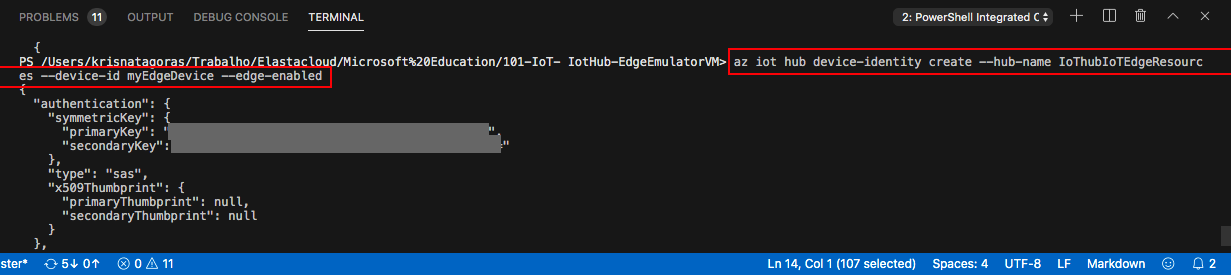 PROBLEMS 11 OUTPUT DEBUG CONSOLE TERMINAL 2: PowerShell Integrated C
{
PS /Users/krisnatagoras/Trabalho/Elastacloud/Microsoft%20Education/101-IoT- IotHub-EdgeEmulatorVM> az iot hub device-identity create --hub-name IoThubIoTEdgeResourc
es --device-id myEdgeDevice --edge-enabled
{
"authentication": {
"symmetricKey": {
"primaryKey": "",
"secondaryKey": "
},
"type": "sas",
"x509Thumbprint": {
"primaryThumbprint": null,
"secondaryThumbprint": null
}
},
ster* 5↓ 0↑ 0 11 Ln 14, Col 1 (107 selected) Spaces: 4 UTF-8 LF Markdown 2